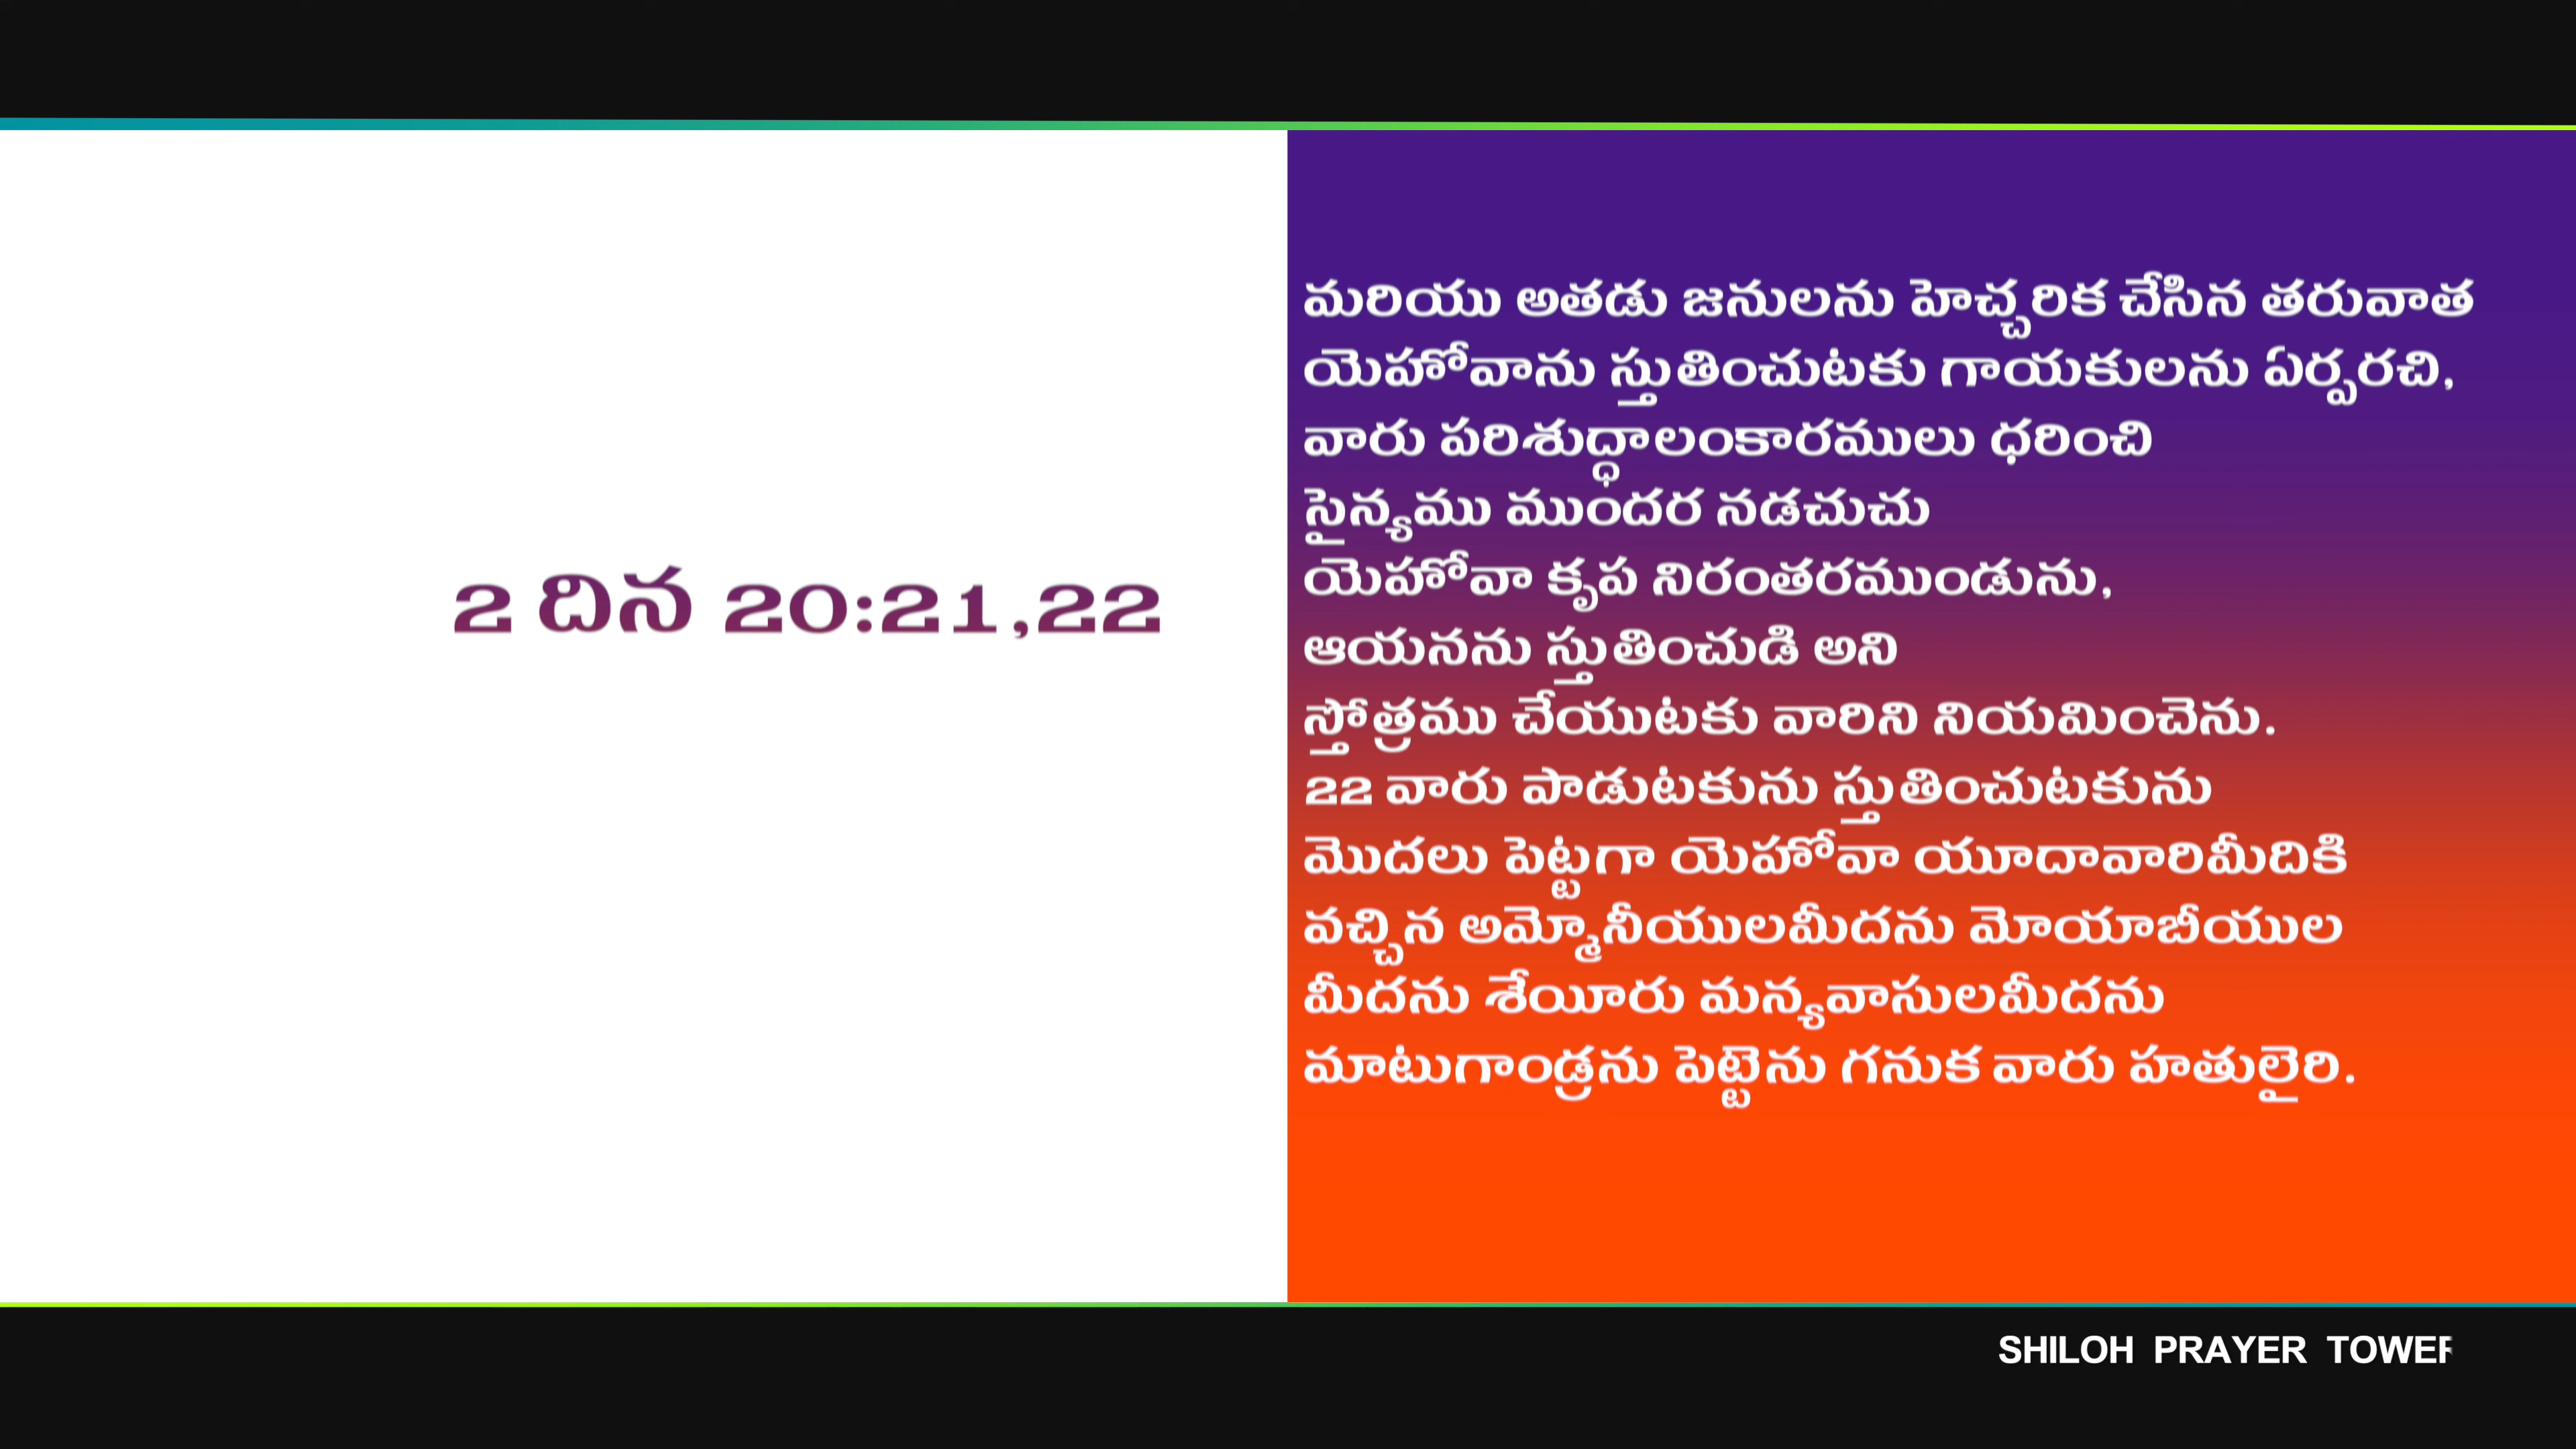 2 దిన 20:21,22
మరియు అతడు జనులను హెచ్చరిక చేసిన తరువాత
యెహోవాను స్తుతించుటకు గాయకులను ఏర్పరచి,
వారు పరిశుద్ధాలంకారములు ధరించి
సైన్యము ముందర నడచుచు
యెహోవా కృప నిరంతరముండును,
ఆయనను స్తుతించుడి అని
స్తోత్రము చేయుటకు వారిని నియమించెను.
22 వారు పాడుటకును స్తుతించుటకును
మొదలు పెట్టగా యెహోవా యూదావారిమీదికి
వచ్చిన అమ్మోనీయులమీదను మోయాబీయుల
మీదను శేయీరు మన్యవాసులమీదను
మాటుగాండ్రను పెట్టెను గనుక వారు హతులైరి.
SHILOH PRAYER TOWER